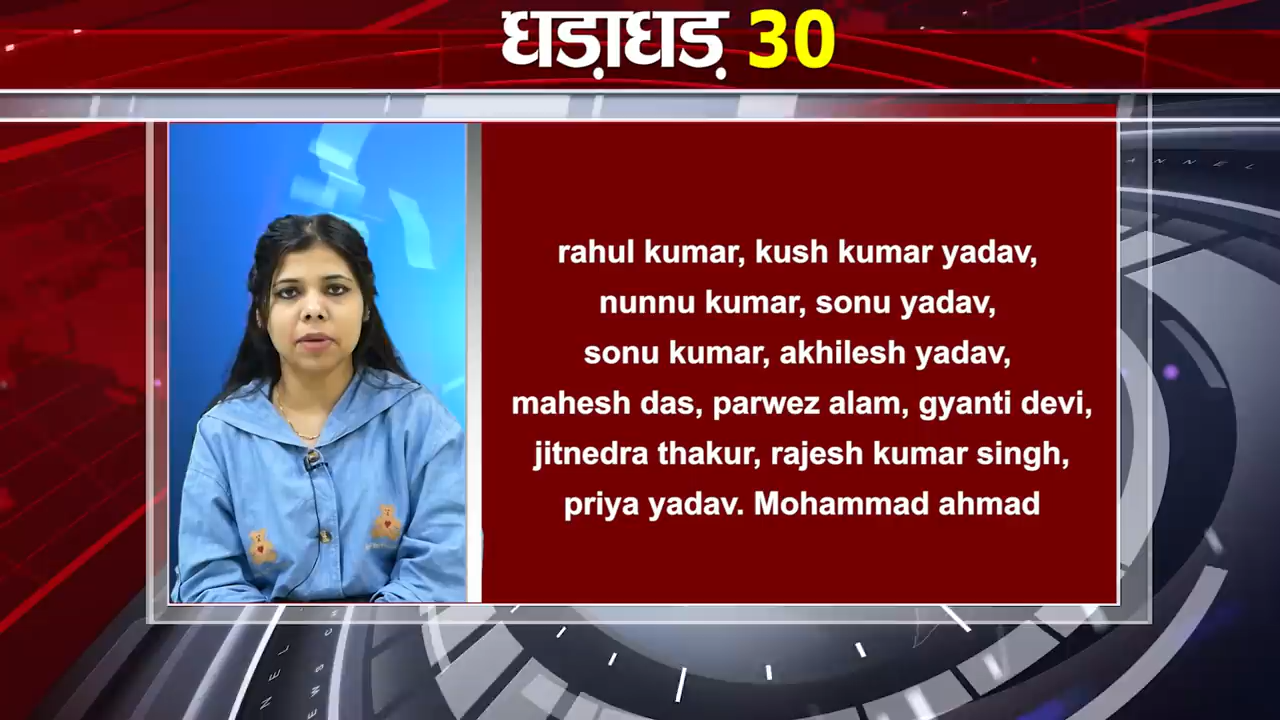 धड़ाधड़ 30
rahul kumar, kush kumar yadav,
nunnu kumar, sonu yadav,
sonu kumar, akhilesh yadav,
mahesh das, parwez alam, gyanti devi,
jitnedra thakur, rajesh kumar singh,
priya yadav. Mohammad ahmad